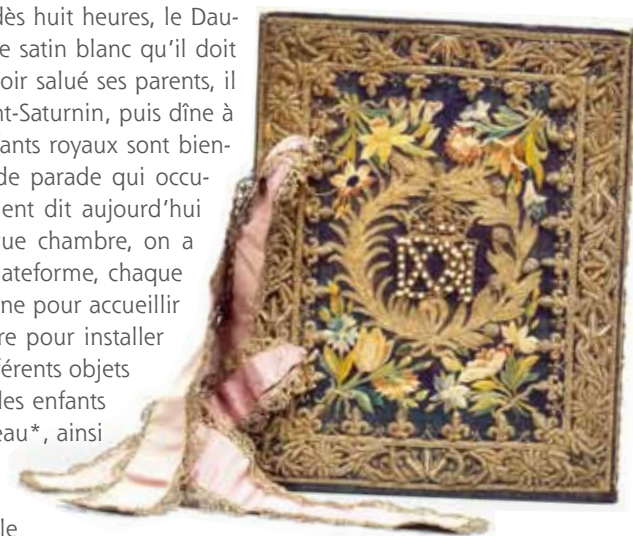 dès huit heures, le Dau-
e satin blanc qu'il doit
oir salué ses parents, il
nt-Saturnin, puis dîne à
fants royaux sont bien-
de parade qui occu-
ent dit aujourd'hui
ue chambre, on a
ateforme, chaque
ne pour accueillir
re pour installer
férents objets
les enfants
eau*, ainsi
le